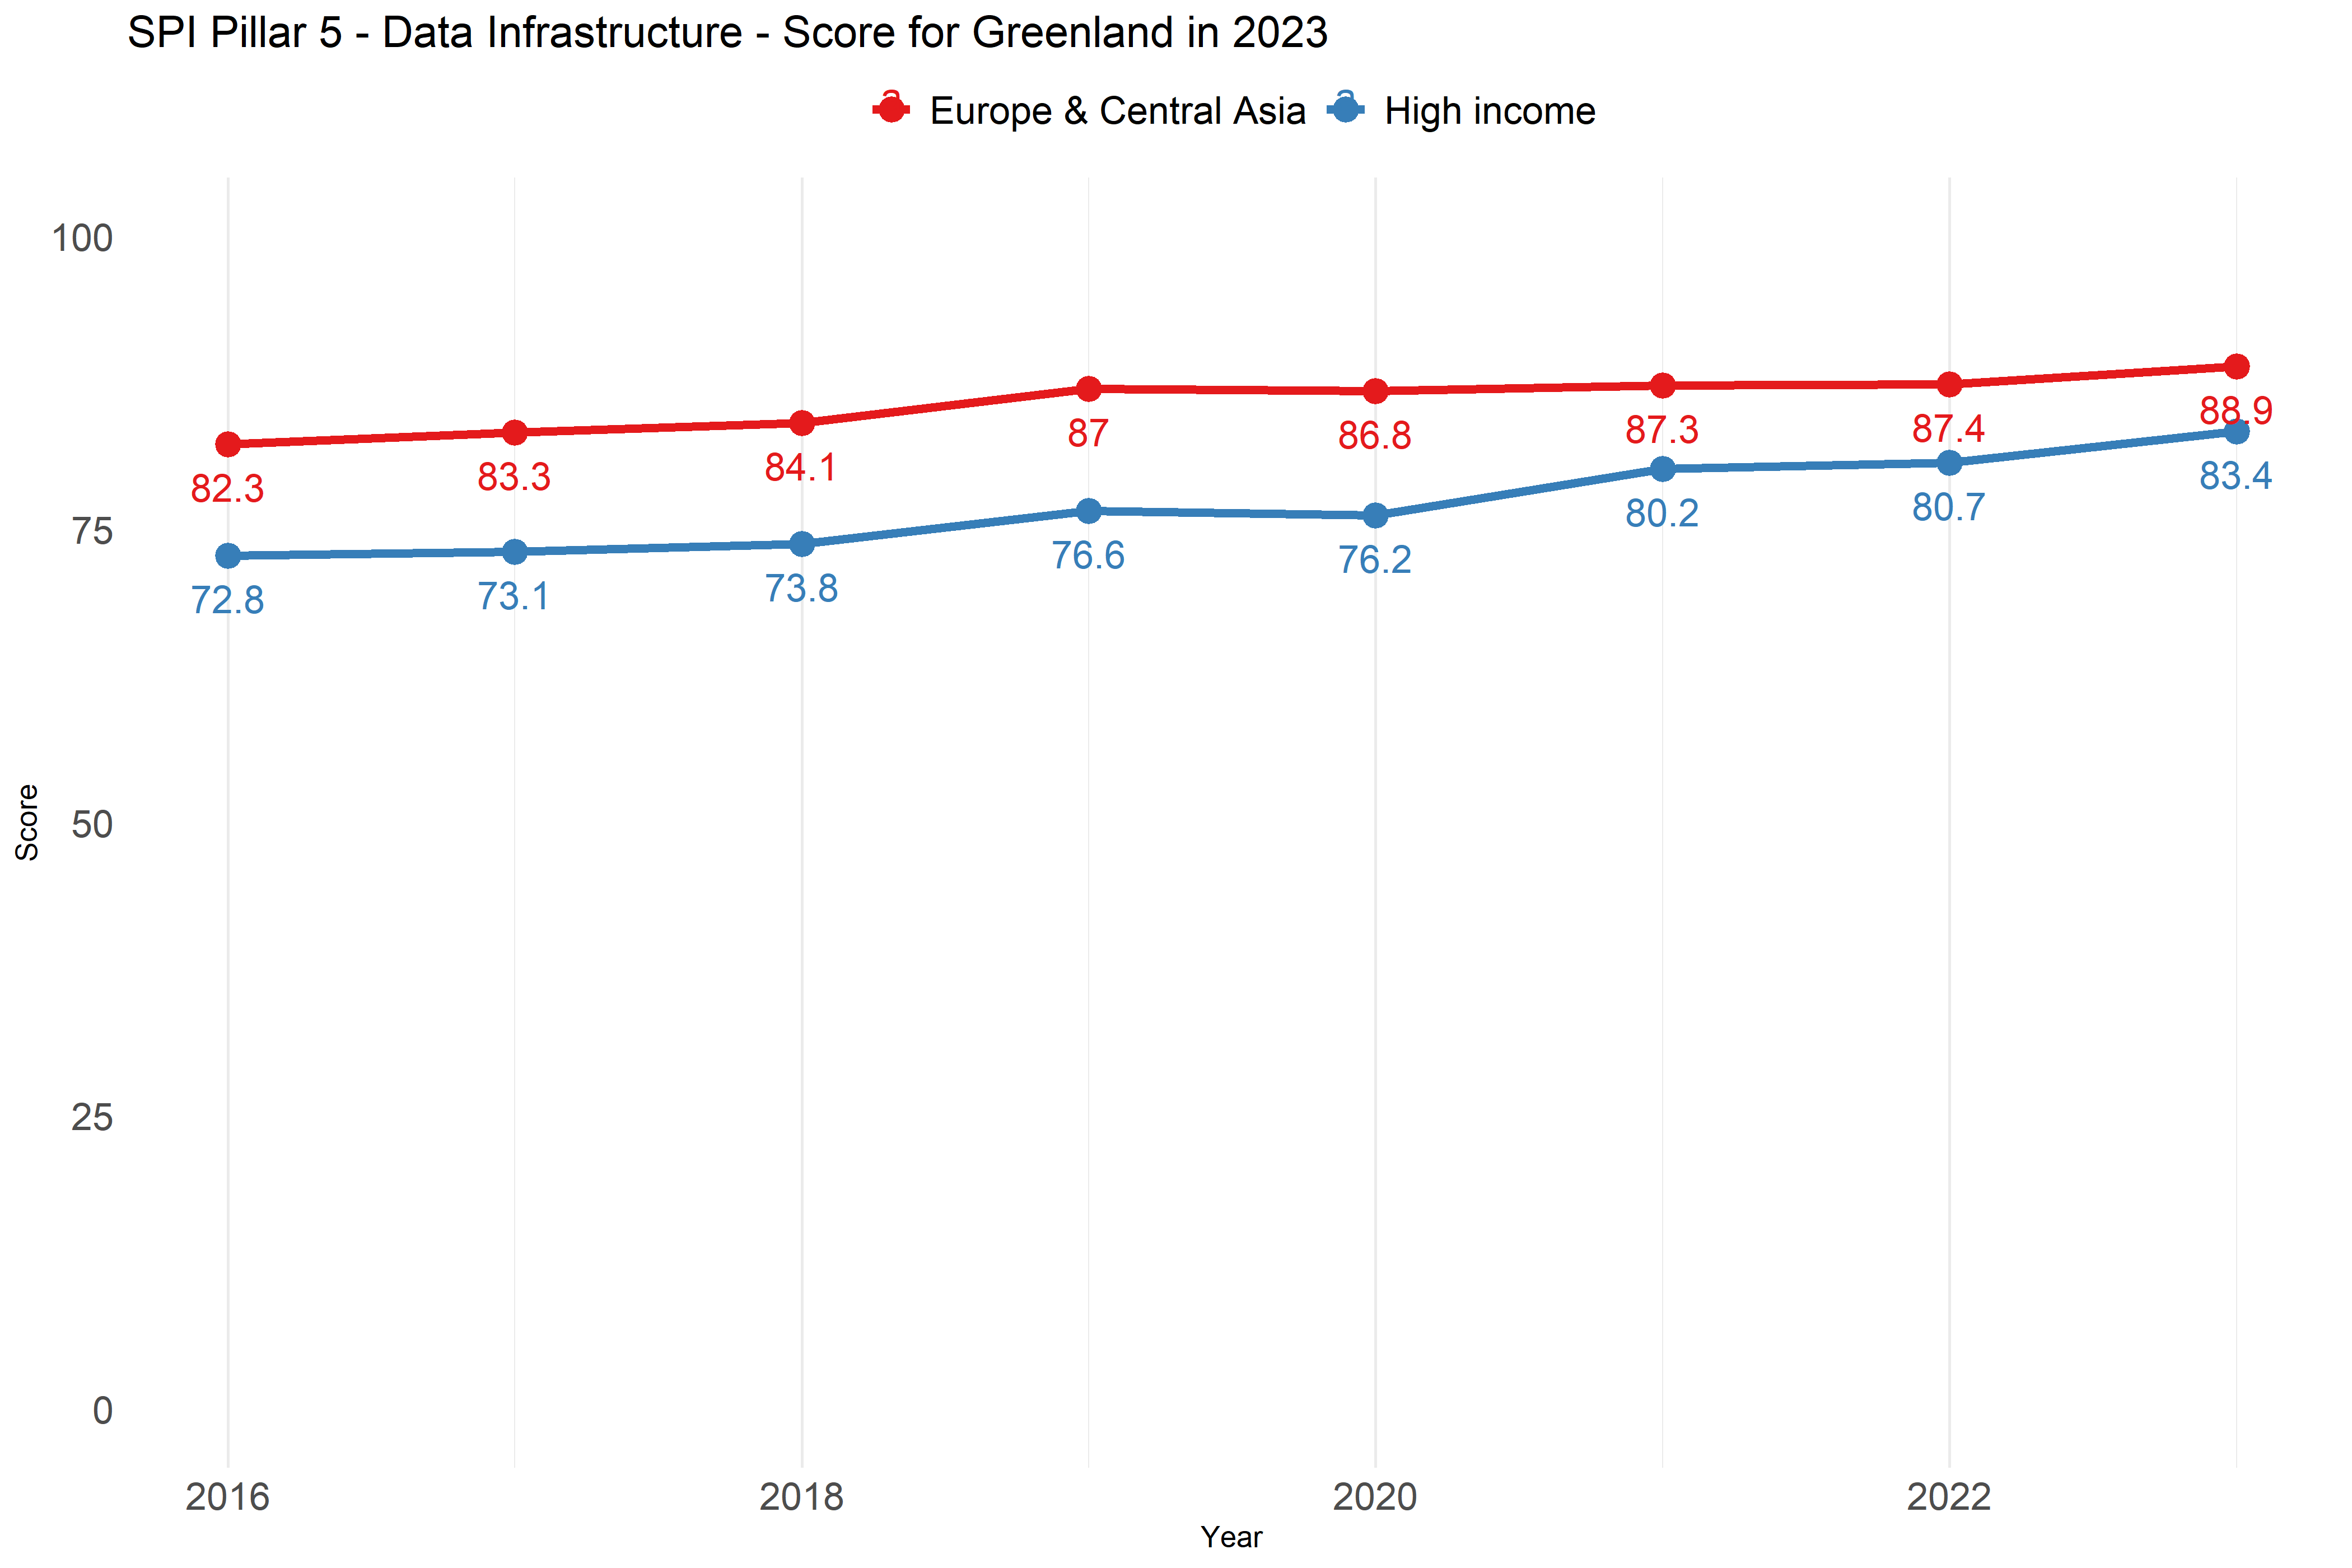 SPI Pillar 5 - Data Infrastructure - Score for Greenland in 2023
a Europe & Central Asia a High income
100
75
50
25
0
Score
82.3 83.3 84.1 87 86.8 87.3 87.4 88.9
72.8 73.1 73.8 76.6 76.2 80.2 80.7 83.4
2016 2018 2020 2022
Year